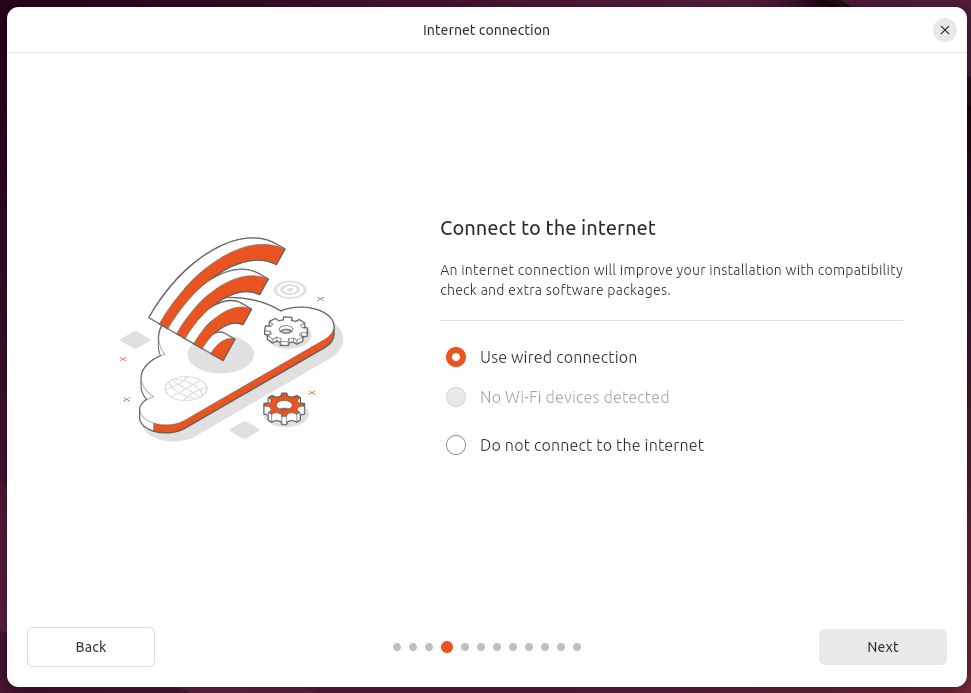 Internet connection
Connect to the internet
An internet connection will improve your installation with compatibility
check and extra software packages.
Use wired connection
No Wi-Fi devices detected
Do not connect to the internet
Back
Next